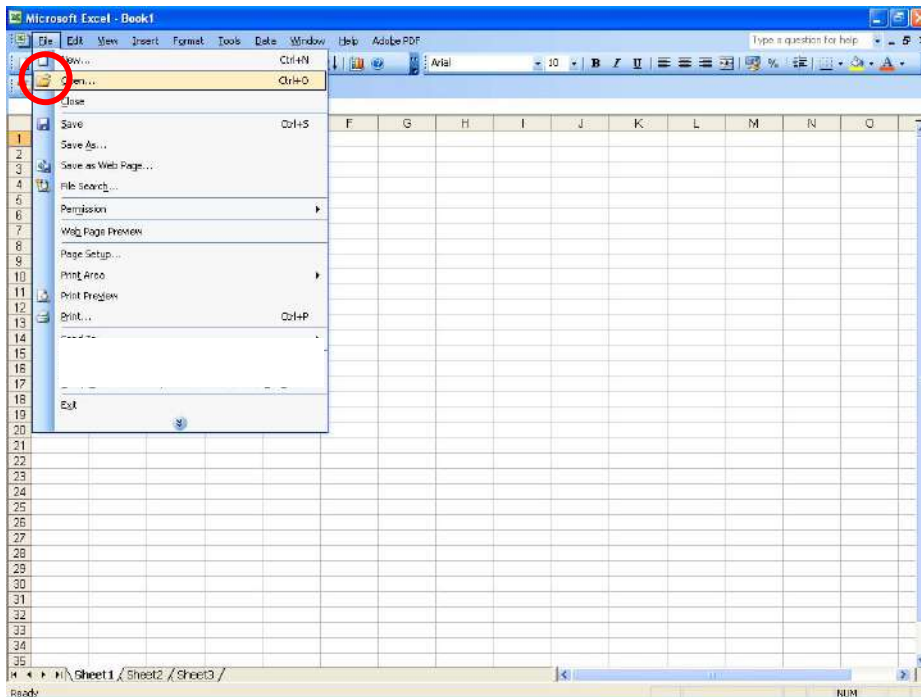 Microsoft Excel - Book1
File Edit View Insert Format Tools Data Window Help Adobe PDF Type a question for help
Ctrl+N
Arial 10 B I U %
Open... Ctrl+O
Close
F G H I J K L M N O
Save Ctrl+S
Save As...
Save as Web Page...
File Search...
Permission
Web Page Preview
Page Setup...
Print Area
Print Preview
Print... Ctrl+P
Exit
1
2
3
4
5
6
7
8
9
10
11
12
13
14
15
16
17
18
19
20
21
22
23
24
25
26
27
28
29
30
31
32
33
34
35
Sheet1 Sheet2 Sheet3
Ready NUM